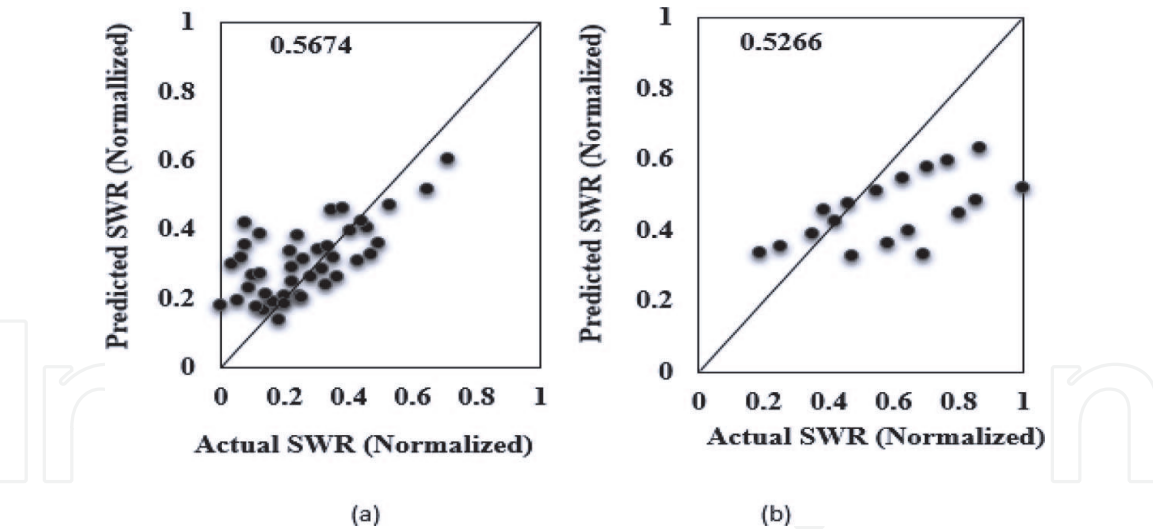 1
0.5674
0.8
0.6
0.4
0.2
0
Predicted SWR (Normallized)
0 0.2 0.4 0.6 0.8 1
Actual SWR (Normalized)
(a)
1
0.5266
0.8
0.6
0.4
0.2
0
Predicted SWR (Normalized)
0 0.2 0.4 0.6 0.8 1
Actual SWR (Normalized)
(b)